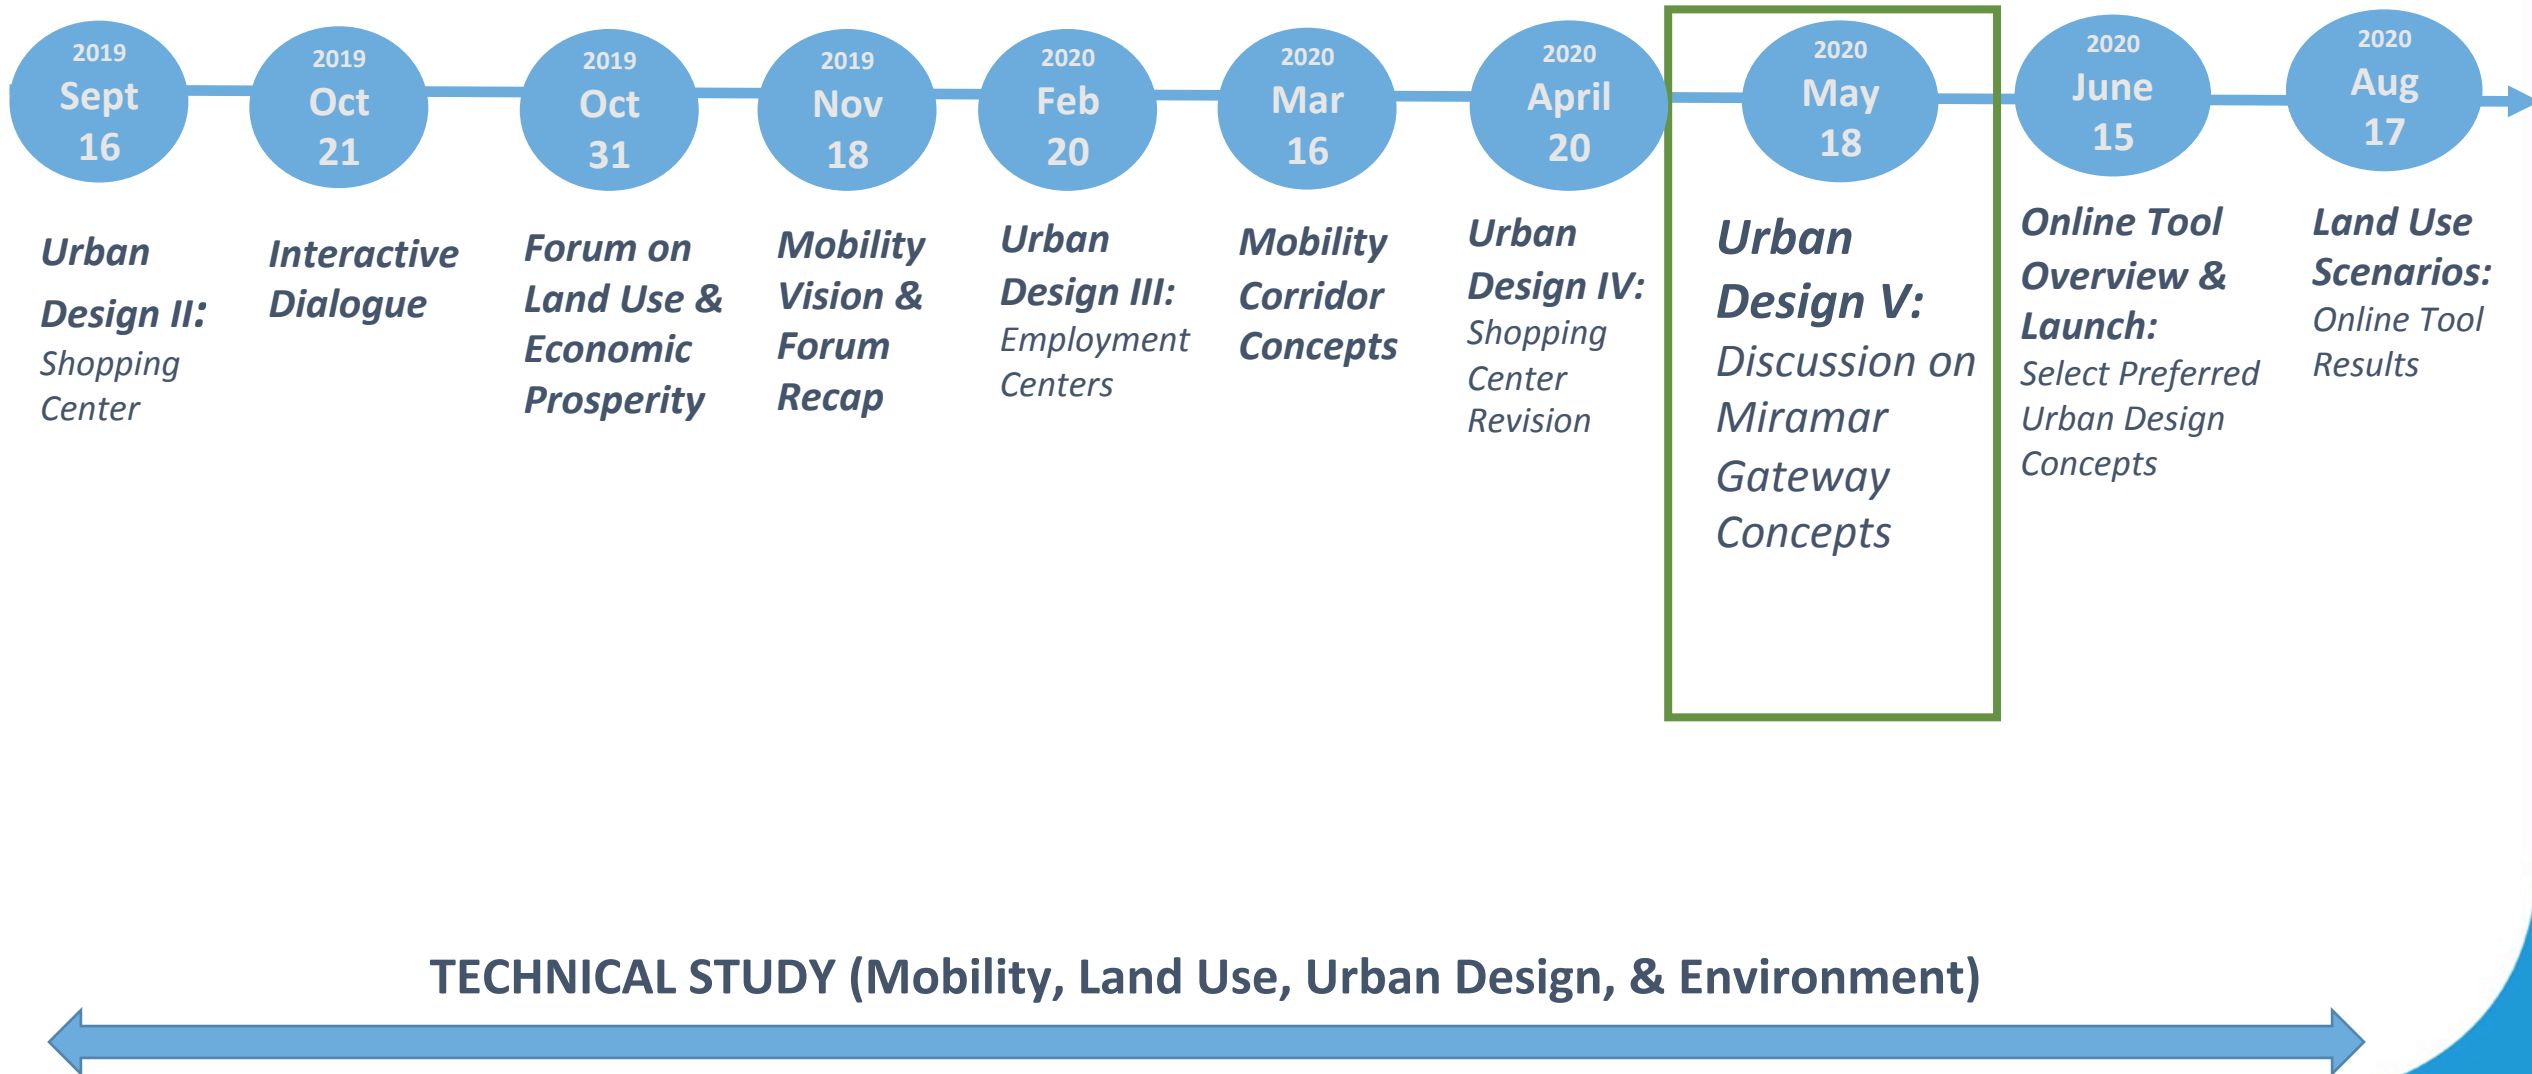 2019
Sept
16
Urban
Design II:
Shopping
Center
2019
Oct
21
Interactive
Dialogue
2019
Oct
31
Forum on
Land Use &
Economic
Prosperity
2019
Nov
18
Mobility
Vision &
Forum
Recap
2020
Feb
20
Urban
Design III:
Employment
Centers
2020
Mar
16
Mobility
Corridor
Concepts
2020
April
20
Urban
Design IV:
Shopping
Center
Revision
2020
May
18
Urban
Design V:
Discussion on
Miramar
Gateway
Concepts
2020
June
15
Online Tool
Overview &
Launch:
Select Preferred
Urban Design
Concepts
2020
Aug
17
Land Use
Scenarios:
Online Tool
Results
TECHNICAL STUDY (Mobility, Land Use, Urban Design, & Environment)